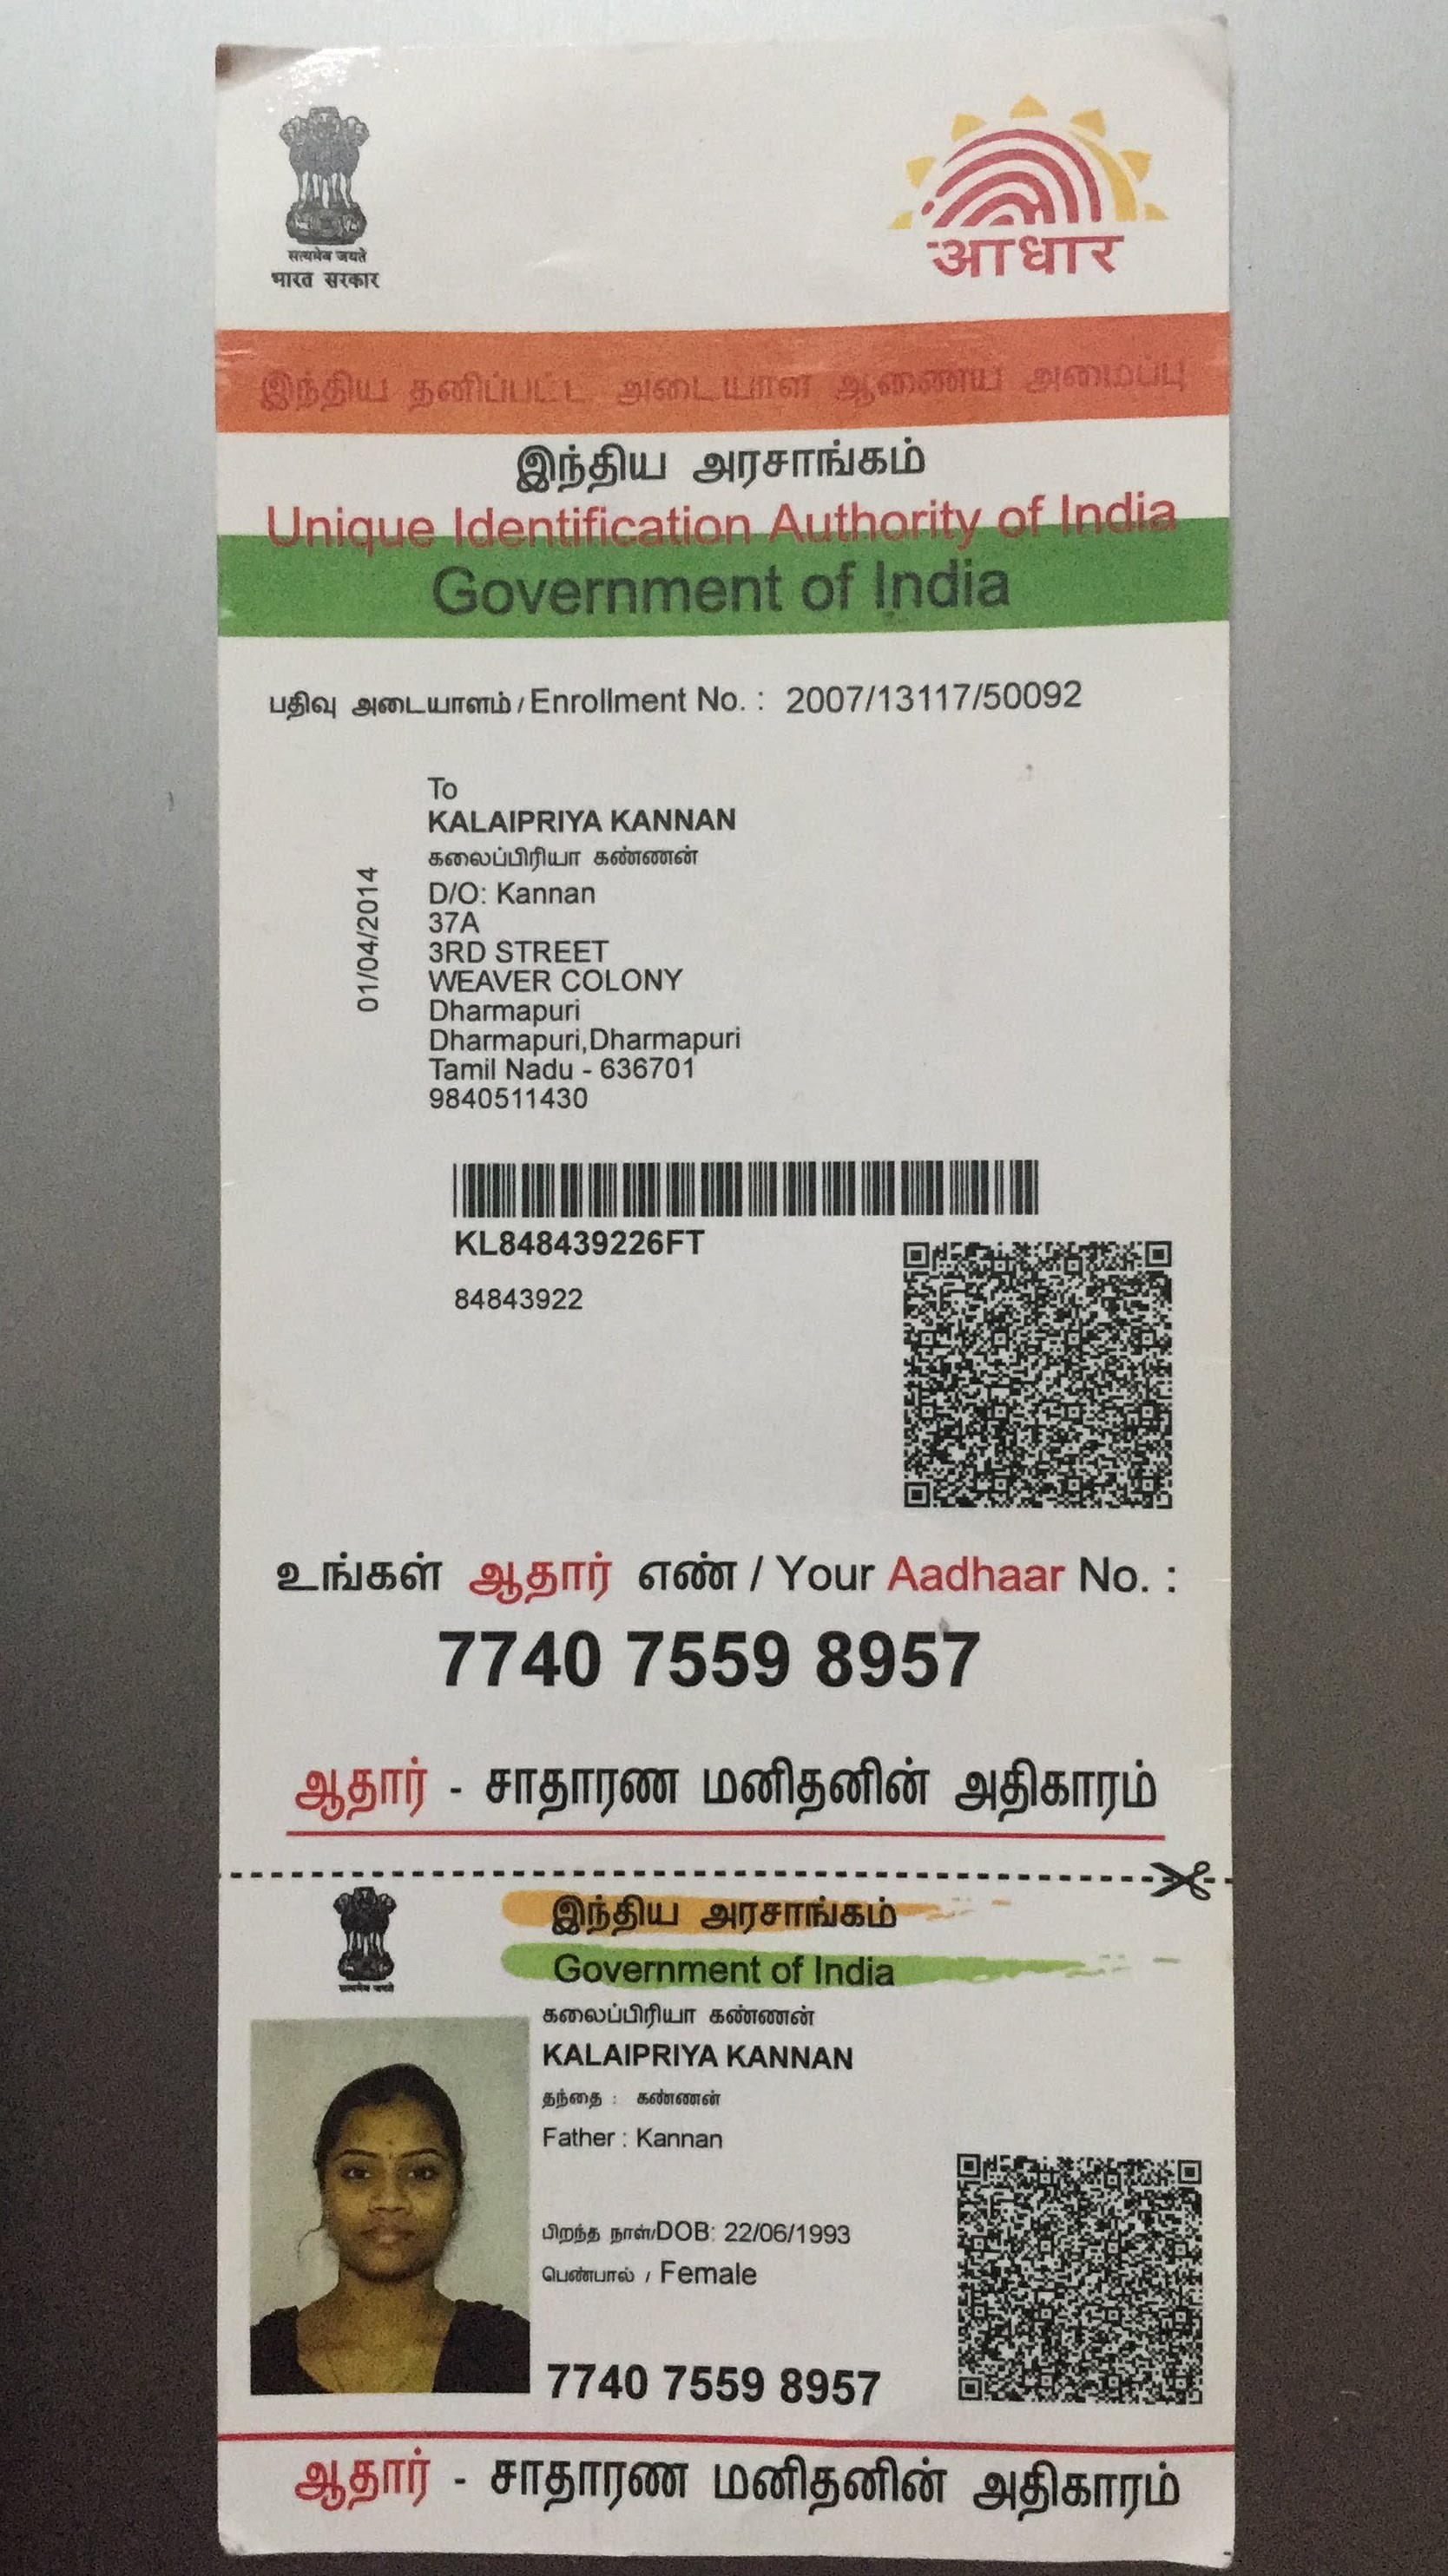 सत्यमेव जयते
भारत सरकार
आधार
இந்திய தனிப்பட்ட அடையாள ஆணைய அமைப்பு
இந்திய அரசாங்கம்
Unique Identification Authority of India
Government of India
பதிவு அடையாளம் / Enrollment No. : 2007/13117/50092
To
KALAIPRIYA KANNAN
கலைப்பிரியா கண்ணன்
D/O: Kannan
37A
3RD STREET
WEAVER COLONY
Dharmapuri
Dharmapuri,Dharmapuri
Tamil Nadu - 636701
9840511430
01/04/2014
KL848439226FT
84843922
உங்கள் ஆதார் எண் / Your Aadhaar No. :
7740 7559 8957
ஆதார் - சாதாரண மனிதனின் அதிகாரம்
सत्यमेव जयते
இந்திய அரசாங்கம்
Government of India
கலைப்பிரியா கண்ணன்
KALAIPRIYA KANNAN
தந்தை : கண்ணன்
Father : Kannan
பிறந்த நாள்/DOB: 22/06/1993
பெண்பால் / Female
7740 7559 8957
ஆதார் - சாதாரண மனிதனின் அதிகாரம்